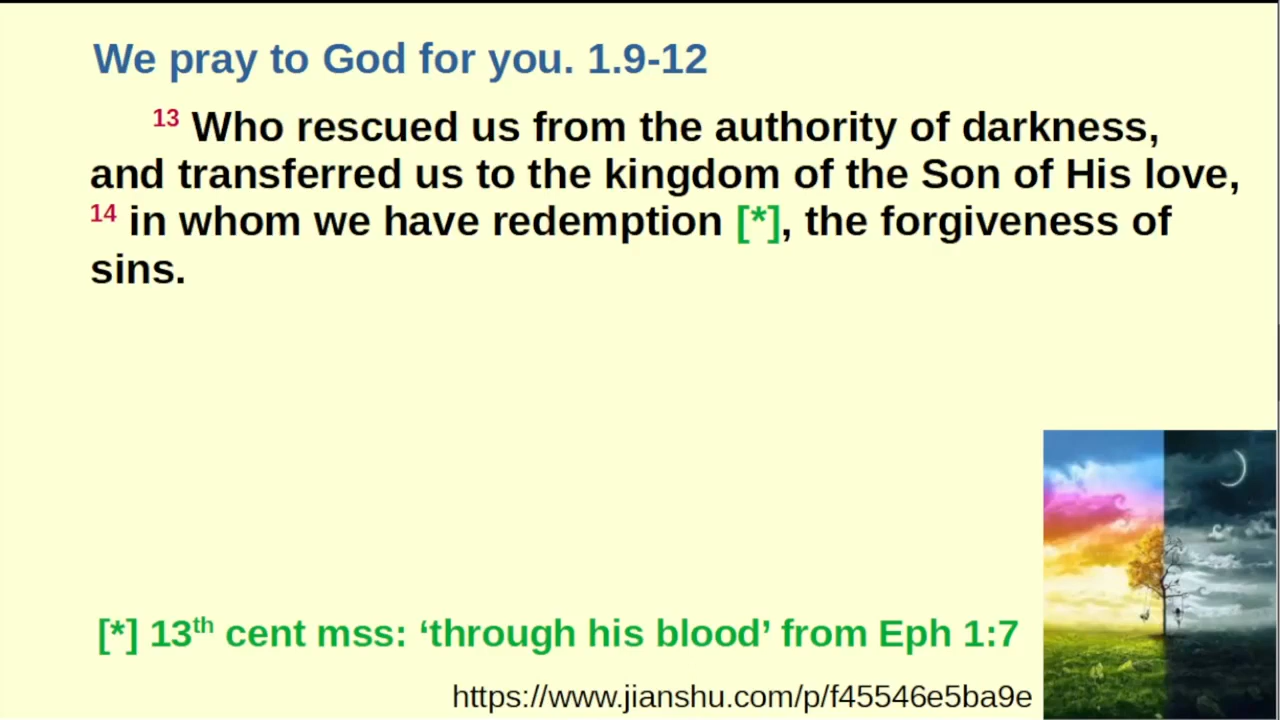 We pray to God for you. 1.9-12
13 Who rescued us from the authority of darkness,
and transferred us to the kingdom of the Son of His love,
14 in whom we have redemption [*], the forgiveness of
sins.
[*] 13th cent mss: ‘through his blood’ from Eph 1:7
https://www.jianshu.com/p/f45546e5ba9e